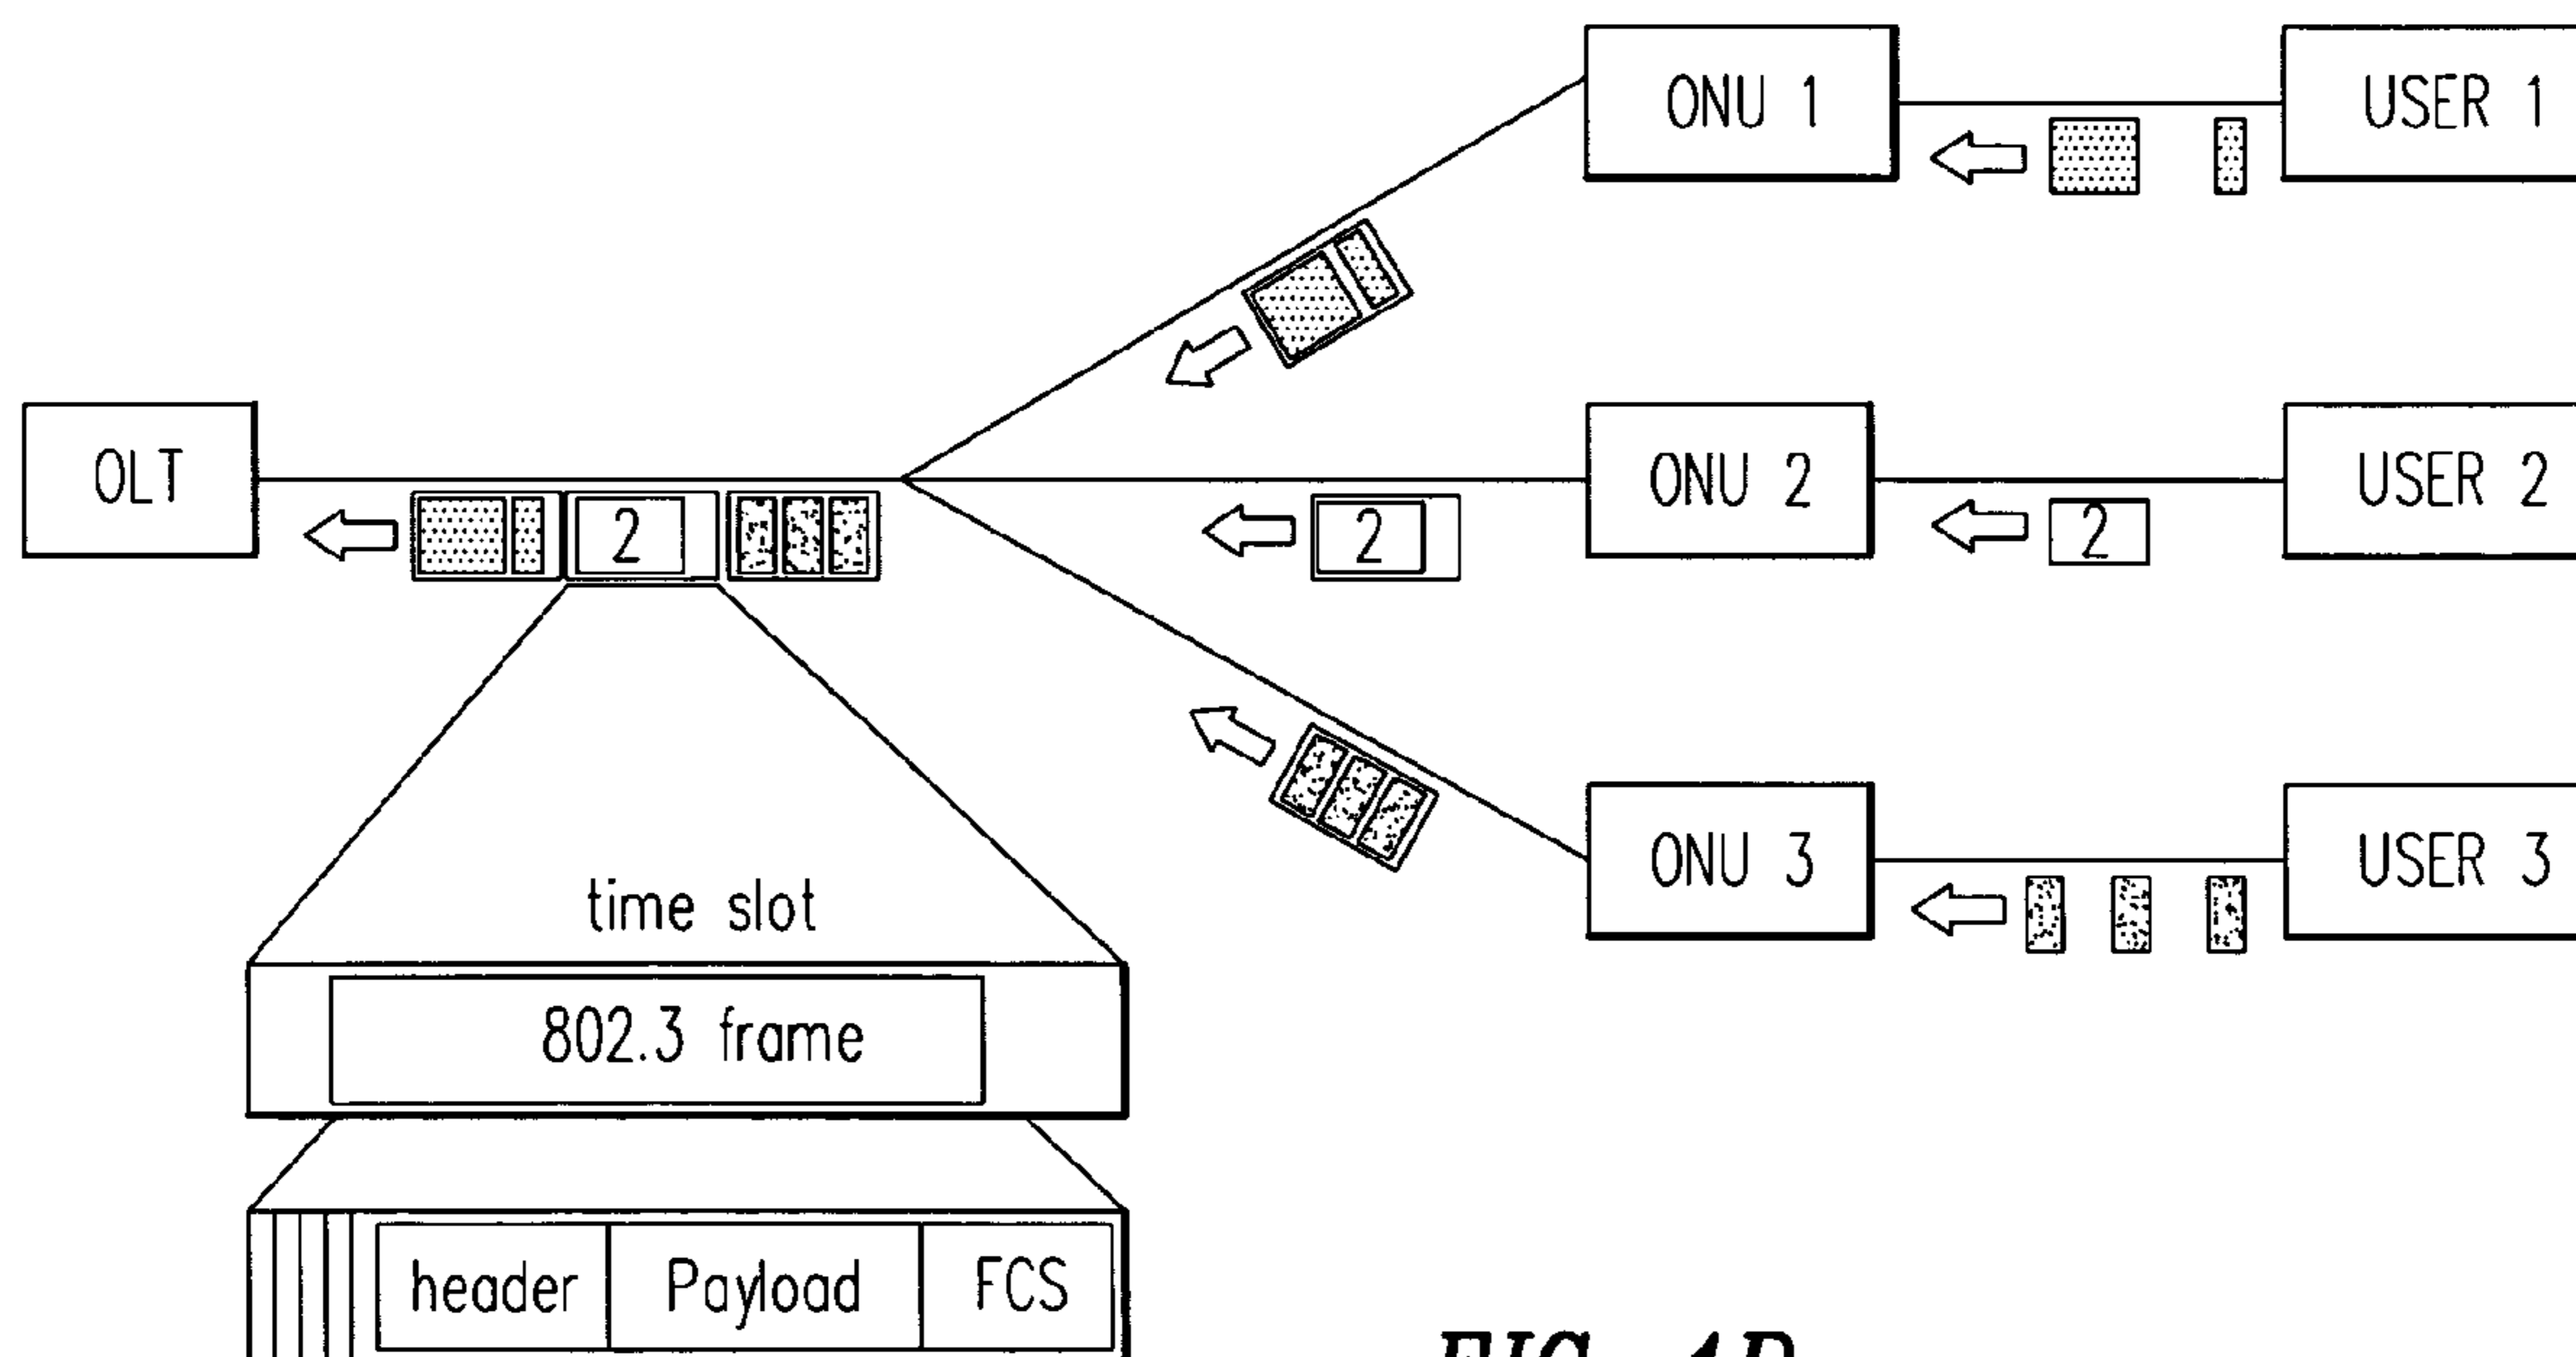 ONU 1
USER 1
OLT
2
2
ONU 2
2
USER 2
ONU 3
USER 3
time slot
802.3 frame
header
Payload
FCS